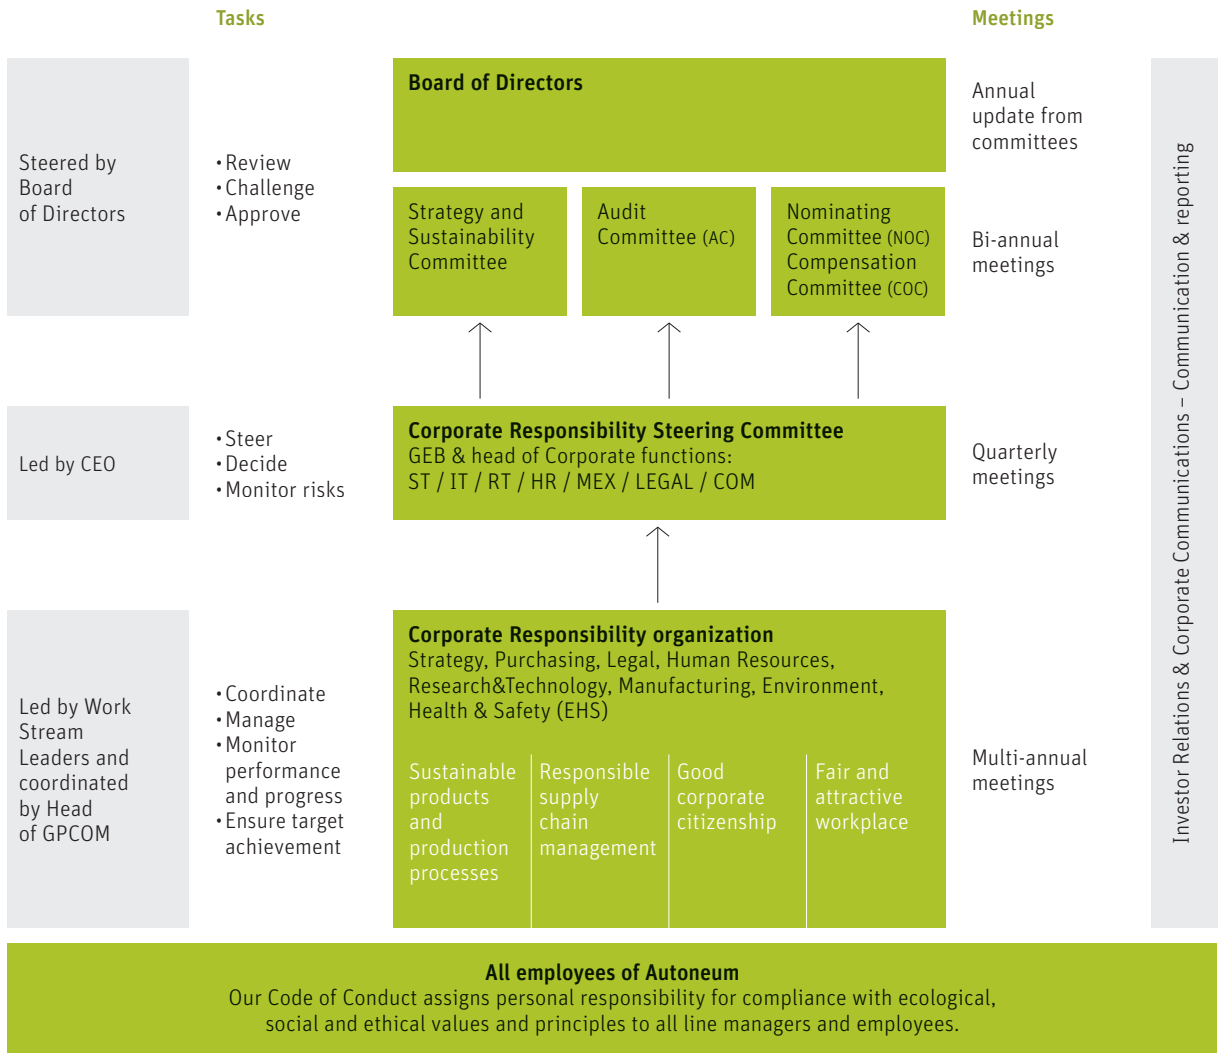 Tasks
Meetings
Steered by
Board
of Directors
• Review
• Challenge
• Approve
Board of Directors
Annual
update from
committees
Strategy and
Sustainability
Committee
Audit
Committee (AC)
Nominating
Committee (NOC)
Compensation
Committee (COC)
Bi-annual
meetings
Led by CEO
• Steer
• Decide
• Monitor risks
Corporate Responsibility Steering Committee
GEB & head of Corporate functions:
ST / IT / RT / HR / MEX / LEGAL / COM
Quarterly
meetings
Led by Work
Stream
Leaders and
coordinated
by Head
of GPCOM
• Coordinate
• Manage
• Monitor
performance
and progress
• Ensure target
achievement
Corporate Responsibility organization
Strategy, Purchasing, Legal, Human Resources,
Research&Technology, Manufacturing, Environment,
Health & Safety (EHS)
Sustainable
products
and
production
processes
Responsible
supply
chain
management
Good
corporate
citizenship
Fair and
attractive
workplace
Multi-annual
meetings
Investor Relations & Corporate Communications – Communication & reporting
All employees of Autoneum
Our Code of Conduct assigns personal responsibility for compliance with ecological,
social and ethical values and principles to all line managers and employees.